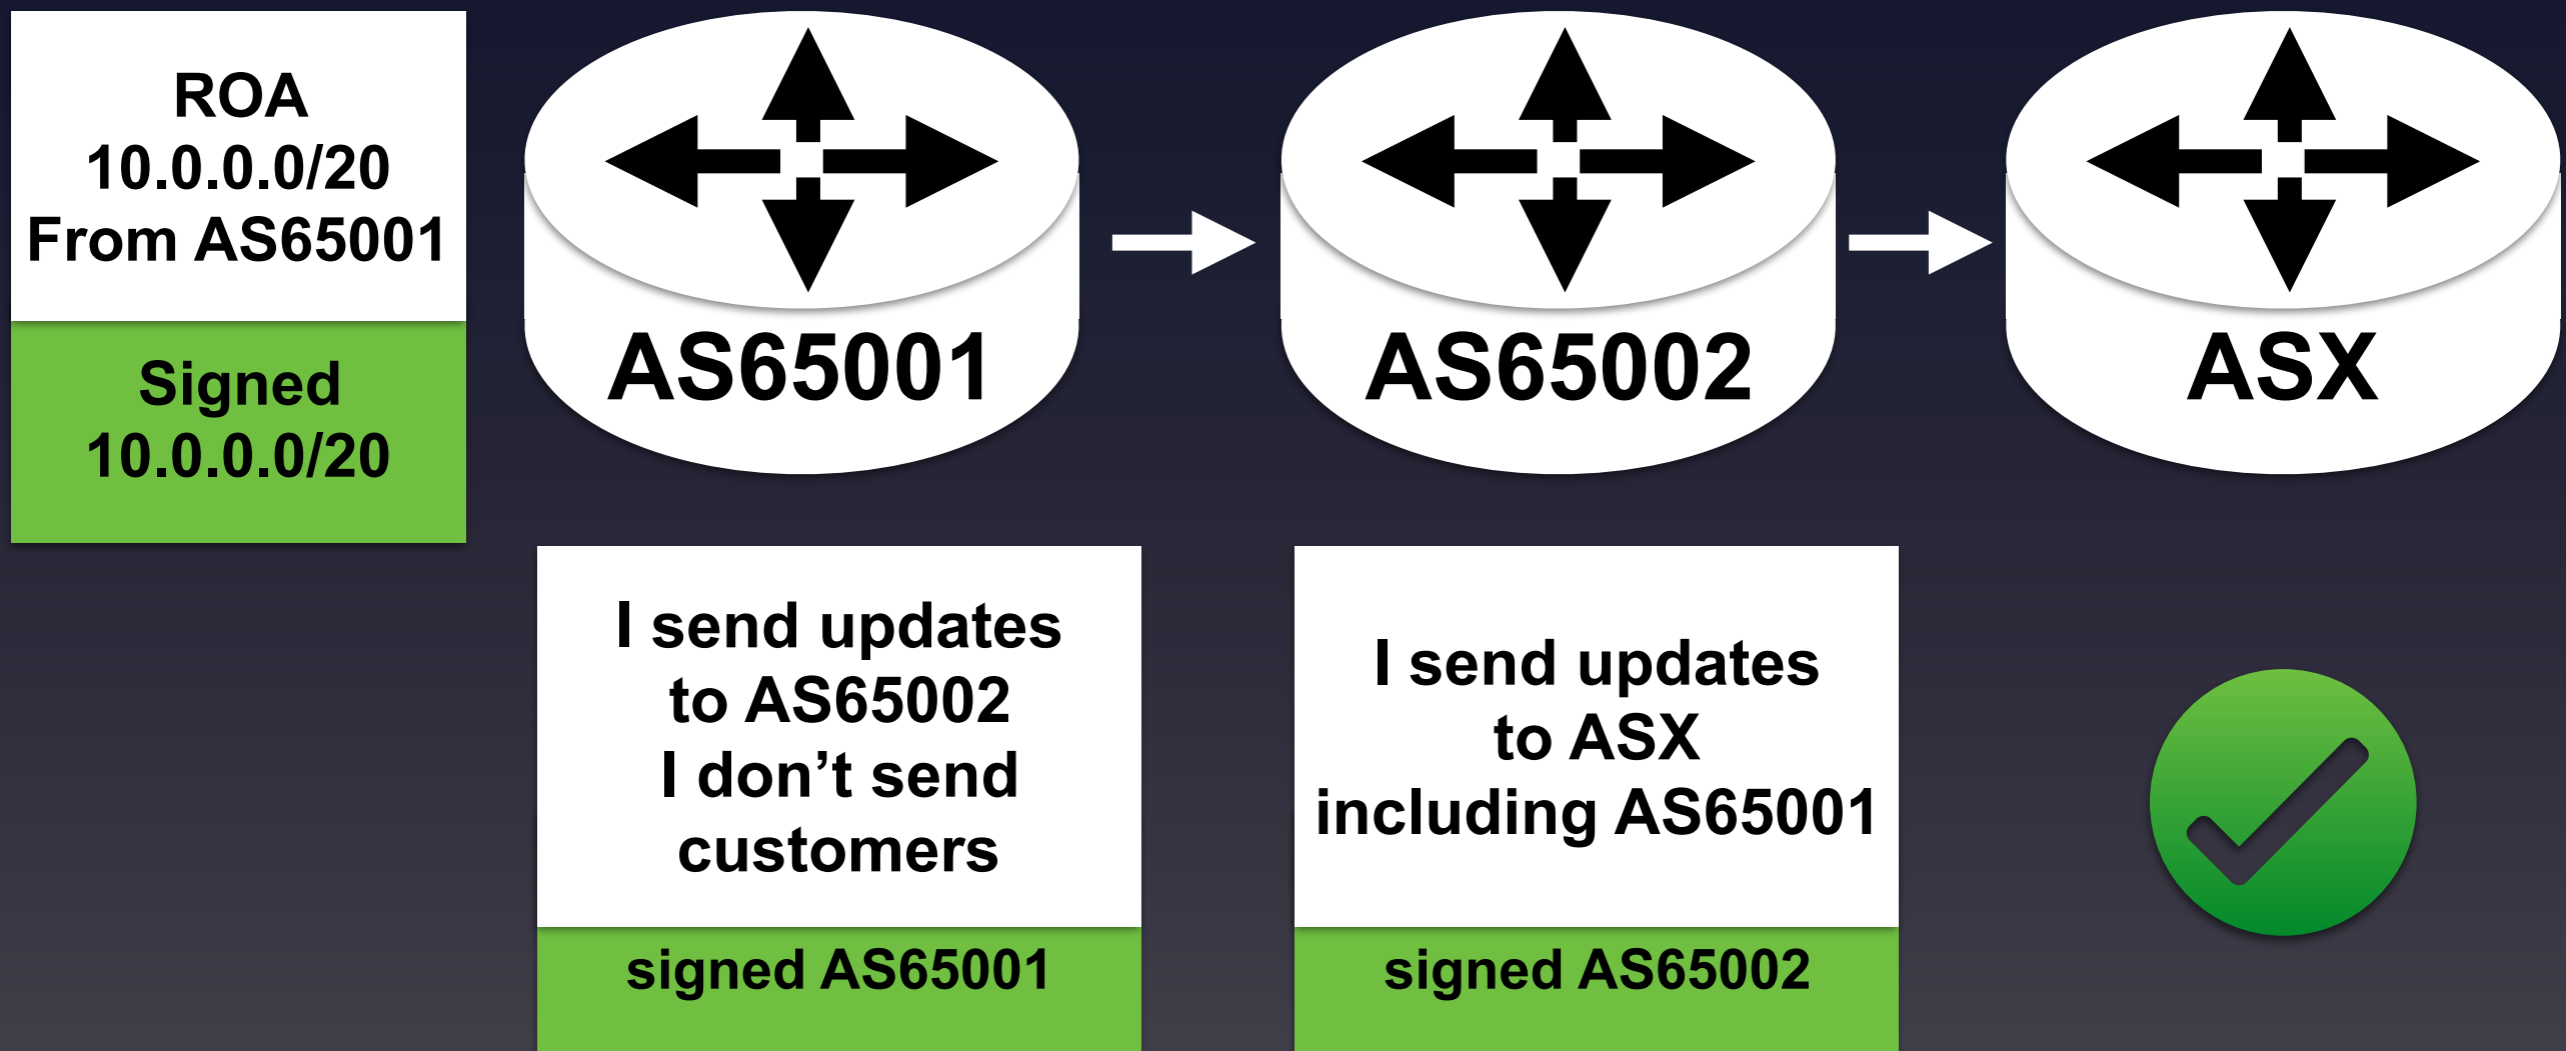 ROA
10.0.0.0/20
From AS65001
Signed
10.0.0.0/20
AS65001
AS65002
ASX
I send updates
to AS65002
I don’t send
customers
signed AS65001
I send updates
to ASX
including AS65001
signed AS65002